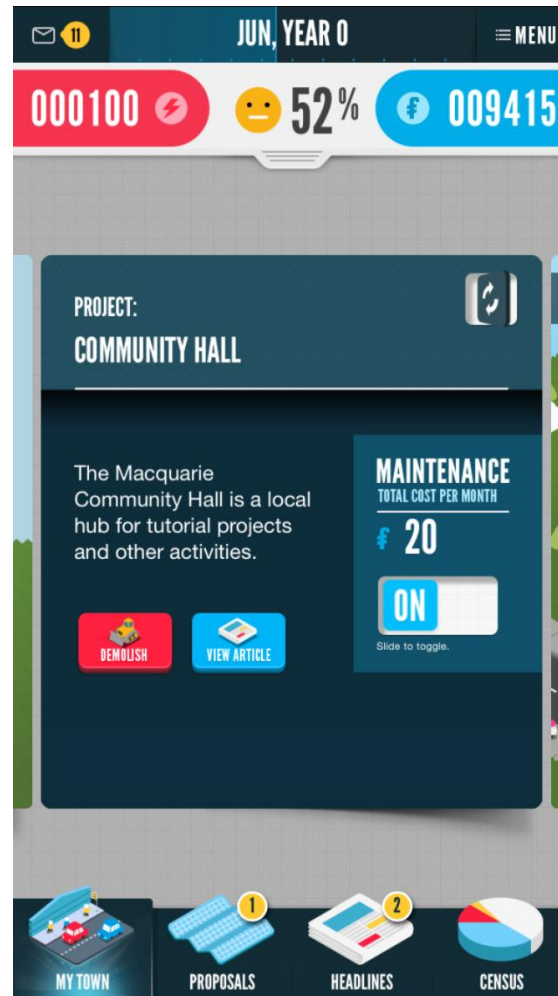 11
JUN, YEAR 0
MENU
000100
52%
009415
PROJECT:
COMMUNITY HALL
The Macquarie
Community Hall is a local
hub for tutorial projects
and other activities.
MAINTENANCE
TOTAL COST PER MONTH
20
ON
Slide to toggle.
DEMOLISH
VIEW ARTICLE
1
2
MY TOWN
PROPOSALS
HEADLINES
CENSUS